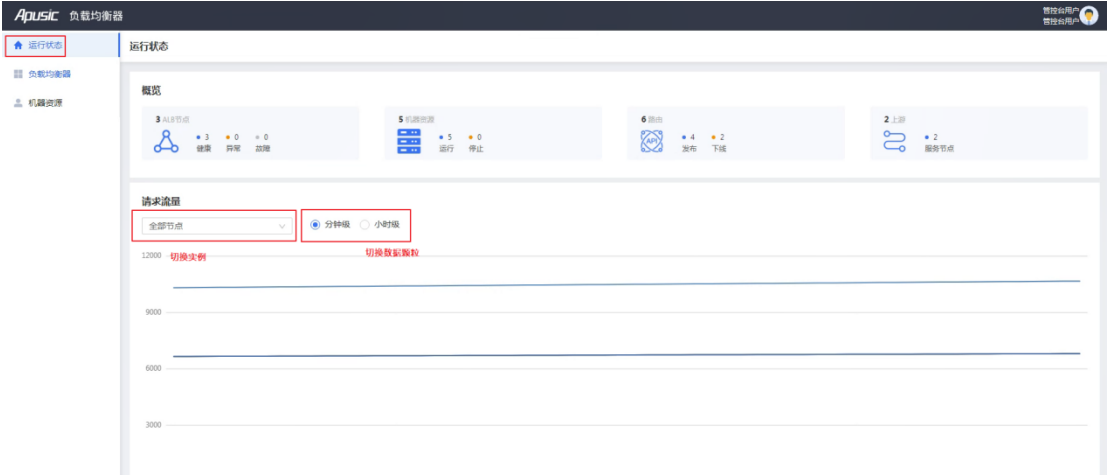 Apusic 负载均衡器
管控台用户
管控台用户
运行状态
负载均衡器
机器资源
运行状态
概览
3 ALB节点
3 0 0
健康 异常 故障
5 机器资源
5 0
运行 停止
6 路由
API
4 2
发布 下线
2 上游
2
服务节点
请求流量
全部节点
分钟级 小时级
切换实例
切换数据颗粒
12000
9000
6000
3000